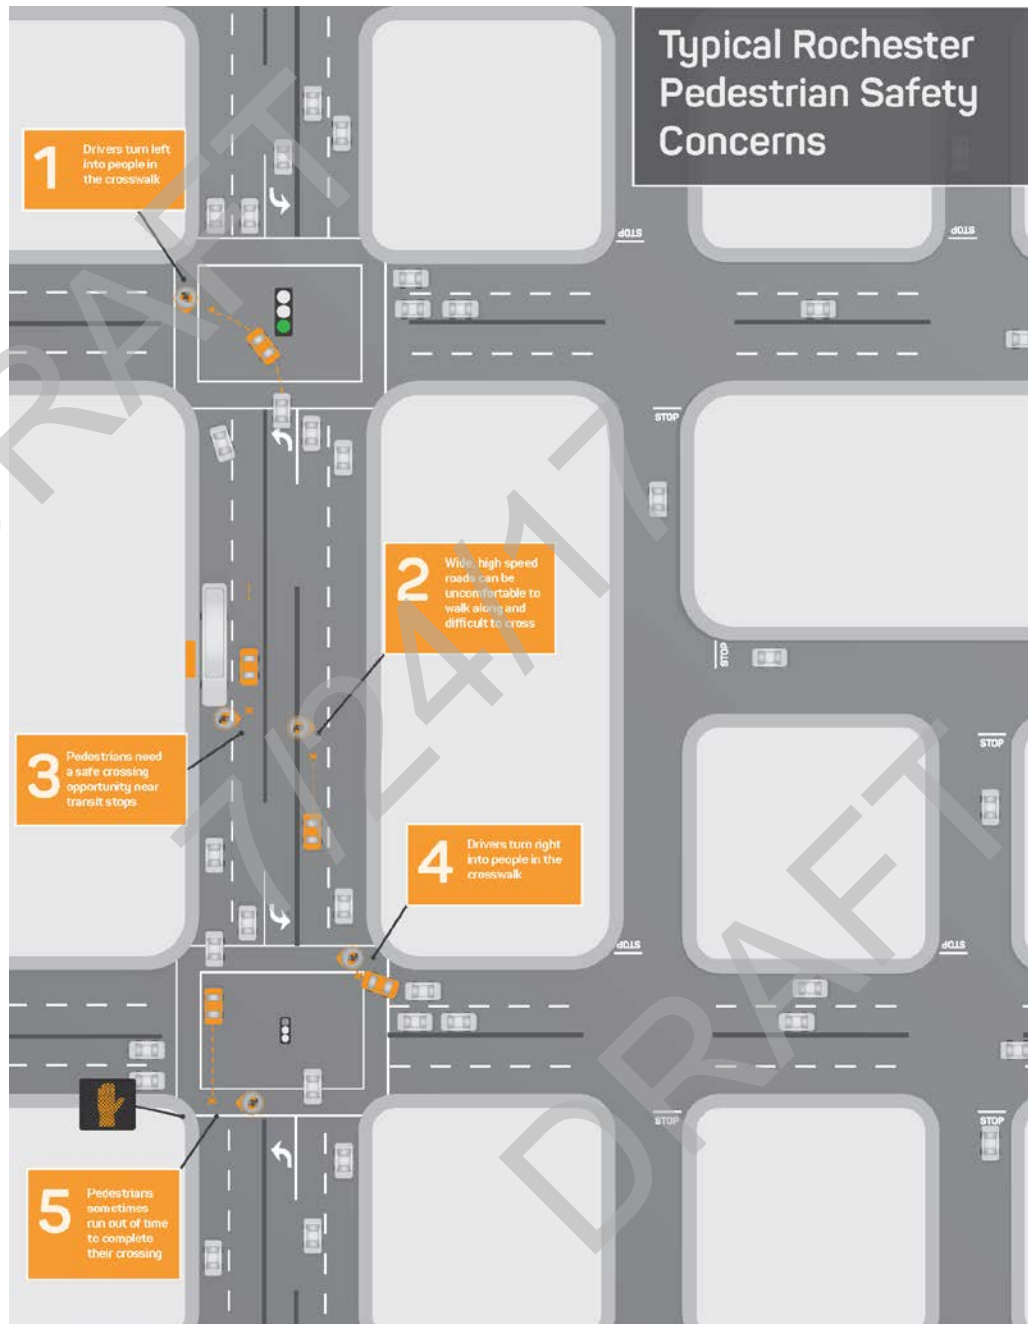 Typical Rochester
Pedestrian Safety
Concerns
1
Drivers turn left
into people in
the crosswalk
STOP
STOP
STOP
2
Wide, high speed
roads can be
uncomfortable to
walk along and
difficult to cross
STOP
3
Pedestrians need
a safe crossing
opportunity near
transit stops
STOP
4
Drivers turn right
into people in the
crosswalk
STOP
STOP
STOP
STOP
5
Pedestrians
sometimes
run out of time
to complete
their crossing
DRAFT
7/24/17
DRAFT